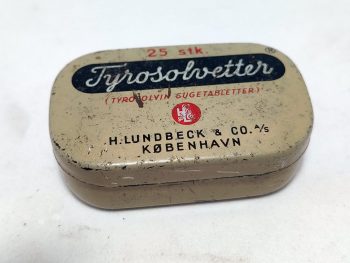 25 stk.
Tyrosolvetter
(TYROSOLVIN SUGETABLETTER)
H. LUNDBECK & CO. A/S
KØBENHAVN